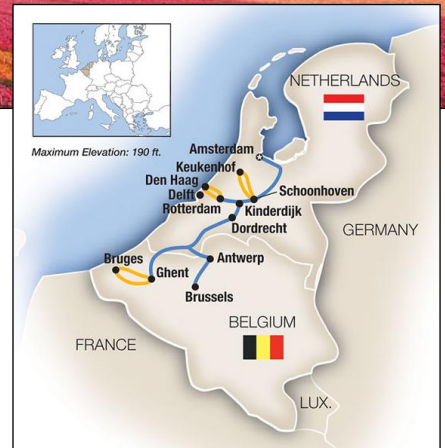 NETHERLANDS
Maximum Elevation: 190 ft.
Amsterdam
Keukenhof
Den Haag
Delft
Rotterdam
Schoonhoven
Kinderdijk
Dordrecht
GERMANY
Bruges
Ghent
Antwerp
Brussels
BELGIUM
FRANCE
LUX.